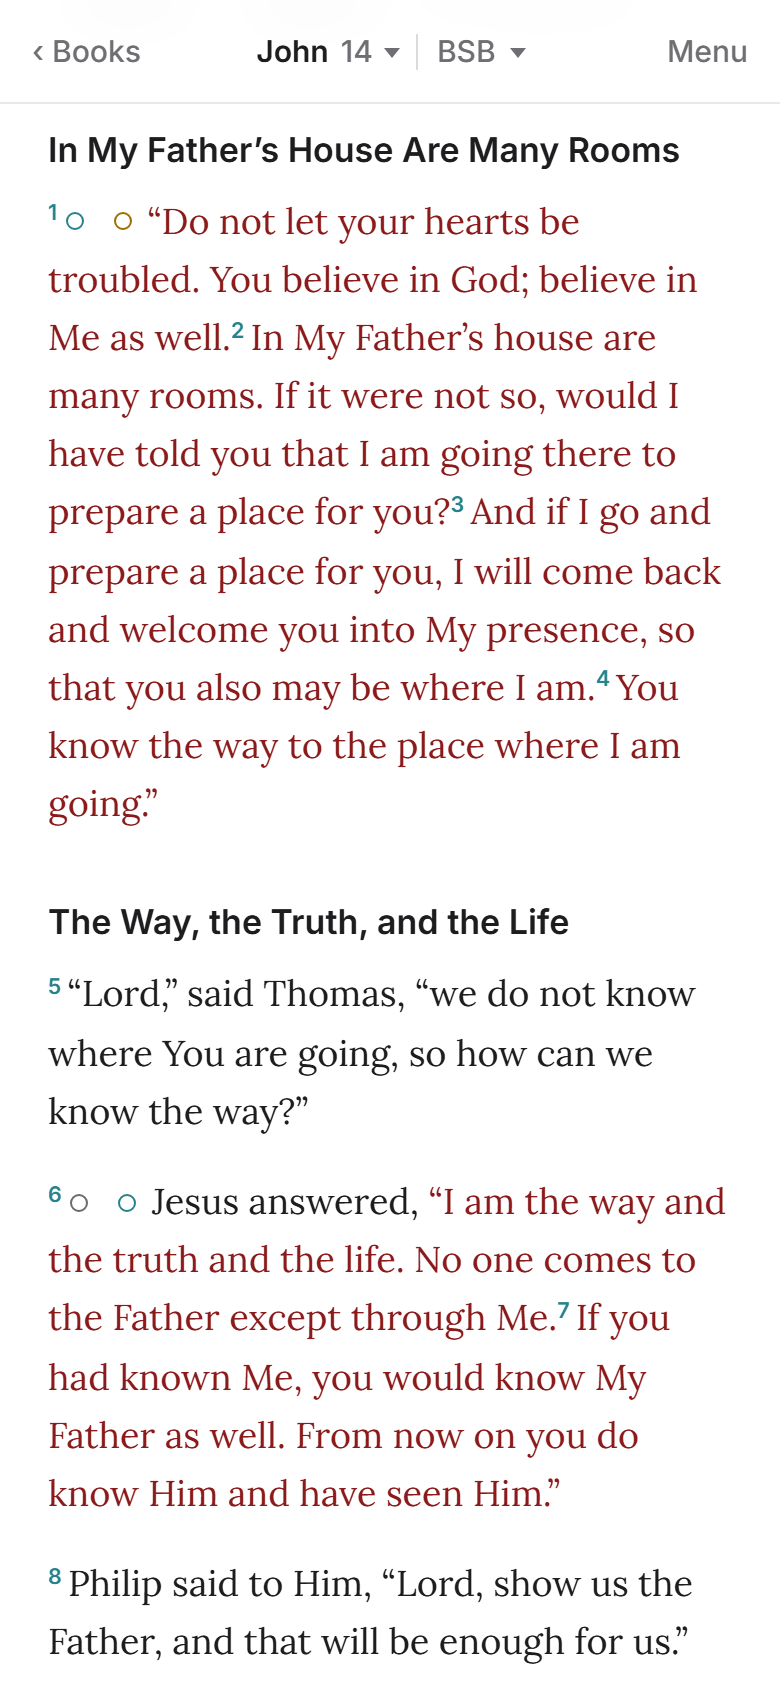 ‹ Books John 14 BSB Menu
In My Father’s House Are Many Rooms
1 “Do not let your hearts be
troubled. You believe in God; believe in
Me as well.2 In My Father’s house are
many rooms. If it were not so, would I
have told you that I am going there to
prepare a place for you?3 And if I go and
prepare a place for you, I will come back
and welcome you into My presence, so
that you also may be where I am.4 You
know the way to the place where I am
going.”
The Way, the Truth, and the Life
5 “Lord,” said Thomas, “we do not know
where You are going, so how can we
know the way?”
6 Jesus answered, “I am the way and
the truth and the life. No one comes to
the Father except through Me.7 If you
had known Me, you would know My
Father as well. From now on you do
know Him and have seen Him.”
8 Philip said to Him, “Lord, show us the
Father, and that will be enough for us.”